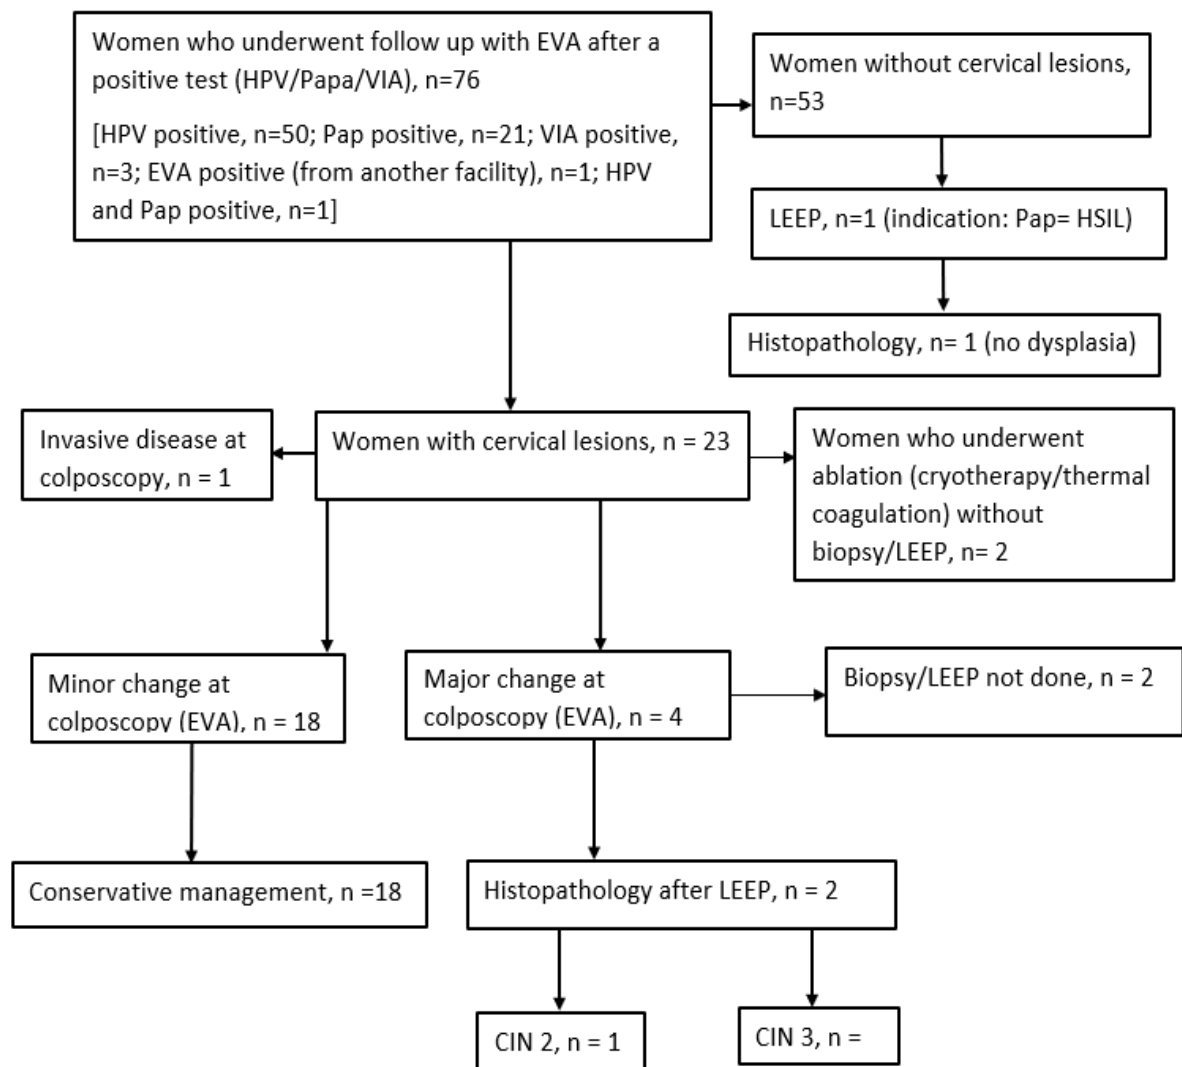 Women who underwent follow up with EVA after a
positive test (HPV/Papa/VIA), n=76
[HPV positive, n=50; Pap positive, n=21; VIA positive,
n=3; EVA positive (from another facility), n=1; HPV
and Pap positive, n=1]
Women without cervical lesions,
n=53
LEEP, n=1 (indication: Pap= HSIL)
Histopathology, n= 1 (no dysplasia)
Invasive disease at
colposcopy, n = 1
Women with cervical lesions, n = 23
Women who underwent
ablation (cryotherapy/thermal
coagulation) without
biopsy/LEEP, n= 2
Minor change at
colposcopy (EVA), n = 18
Major change at
colposcopy (EVA), n = 4
Biopsy/LEEP not done, n = 2
Conservative management, n =18
Histopathology after LEEP, n = 2
CIN 2, n = 1
CIN 3, n =